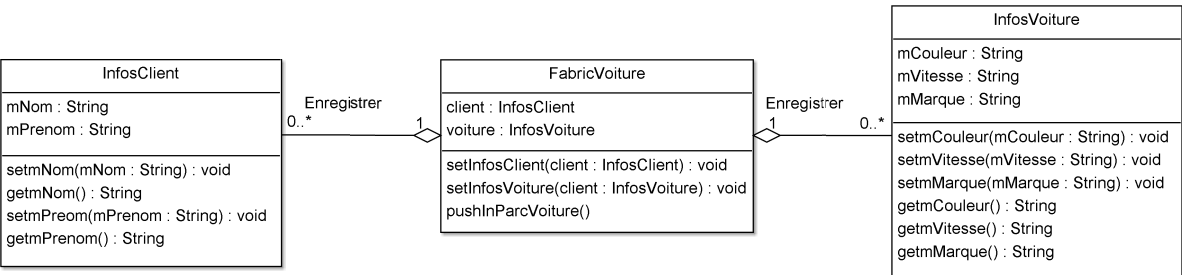 InfosClient
mNom : String
mPrenom : String
setmNom(mNom : String) : void
getmNom() : String
setmPreom(mPrenom : String) : void
getmPrenom() : String
Enregistrer
0..*
1
FabricVoiture
client : InfosClient
voiture : InfosVoiture
setInfosClient(client : InfosClient) : void
setInfosVoiture(client : InfosVoiture) : void
pushInParcVoiture()
Enregistrer
1
0..*
InfosVoiture
mCouleur : String
mVitesse : String
mMarque : String
setmCouleur(mCouleur : String) : void
setmVitesse(mVitesse : String) : void
setmMarque(mMarque : String) : void
getmCouleur() : String
getmVitesse() : String
getmMarque() : String